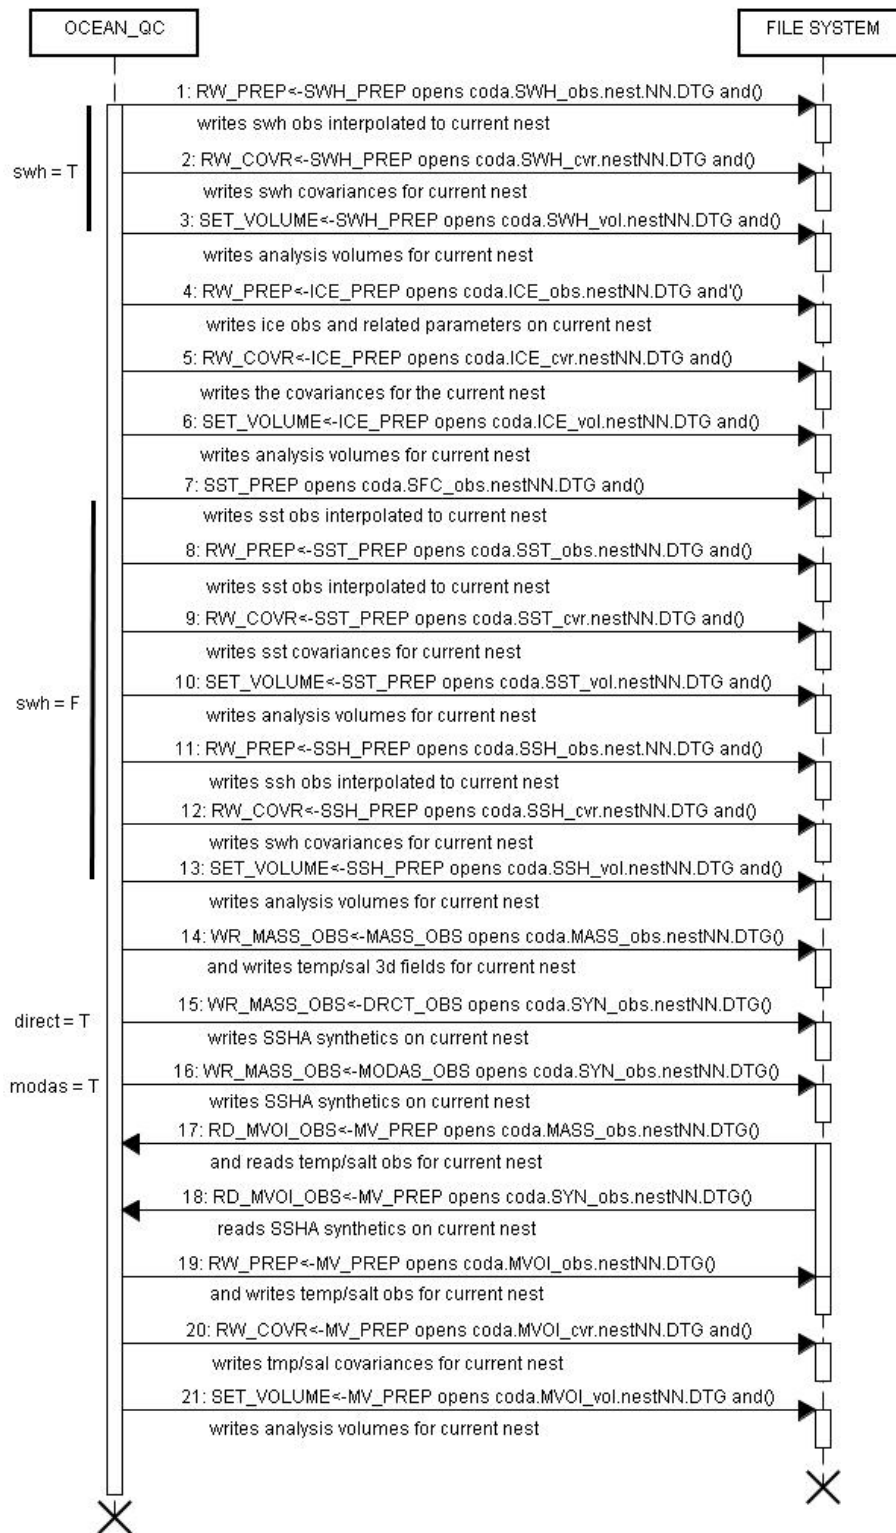 OCEAN_QC
FILE SYSTEM
1: RW_PREP<-SWH_PREP opens coda.SWH_obs.nest.NN.DTG and()
writes swh obs interpolated to current nest
swh = T
2: RW_COVR<-SWH_PREP opens coda.SWH_cvr.nestNN.DTG and()
writes swh covariances for current nest
3: SET_VOLUME<-SWH_PREP opens coda.SWH_vol.nestNN.DTG and()
writes analysis volumes for current nest
4: RW_PREP<-ICE_PREP opens coda.ICE_obs.nestNN.DTG and'()
writes ice obs and related parameters on current nest
5: RW_COVR<-ICE_PREP opens coda.ICE_cvr.nestNN.DTG and()
writes the covariances for the current nest
6: SET_VOLUME<-ICE_PREP opens coda.ICE_vol.nestNN.DTG and()
writes analysis volumes for current nest
7: SST_PREP opens coda.SFC_obs.nestNN.DTG and()
writes sst obs interpolated to current nest
8: RW_PREP<-SST_PREP opens coda.SST_obs.nestNN.DTG and()
writes sst obs interpolated to current nest
9: RW_COVR<-SST_PREP opens coda.SST_cvr.nestNN.DTG and()
writes sst covariances for current nest
10: SET_VOLUME<-SST_PREP opens coda.SST_vol.nestNN.DTG and()
swh = F
writes analysis volumes for current nest
11: RW_PREP<-SSH_PREP opens coda.SSH_obs.nest.NN.DTG and()
writes ssh obs interpolated to current nest
12: RW_COVR<-SSH_PREP opens coda.SSH_cvr.nestNN.DTG and()
writes swh covariances for current nest
13: SET_VOLUME<-SSH_PREP opens coda.SSH_vol.nestNN.DTG and()
writes analysis volumes for current nest
14: WR_MASS_OBS<-MASS_OBS opens coda.MASS_obs.nestNN.DTG()
and writes temp/sal 3d fields for current nest
15: WR_MASS_OBS<-DRCT_OBS opens coda.SYN_obs.nestNN.DTG()
direct = T
writes SSHA synthetics on current nest
16: WR_MASS_OBS<-MODAS_OBS opens coda.SYN_obs.nestNN.DTG()
modas = T
writes SSHA synthetics on current nest
17: RD_MVOI_OBS<-MV_PREP opens coda.MASS_obs.nestNN.DTG()
and reads temp/salt obs for current nest
18: RD_MVOI_OBS<-MV_PREP opens coda.SYN_obs.nestNN.DTG()
reads SSHA synthetics on current nest
19: RW_PREP<-MV_PREP opens coda.MVOI_obs.nestNN.DTG()
and writes temp/salt obs for current nest
20: RW_COVR<-MV_PREP opens coda.MVOI_cvr.nestNN.DTG and()
writes tmp/sal covariances for current nest
21: SET_VOLUME<-MV_PREP opens coda.MVOI_vol.nestNN.DTG and()
writes analysis volumes for current nest